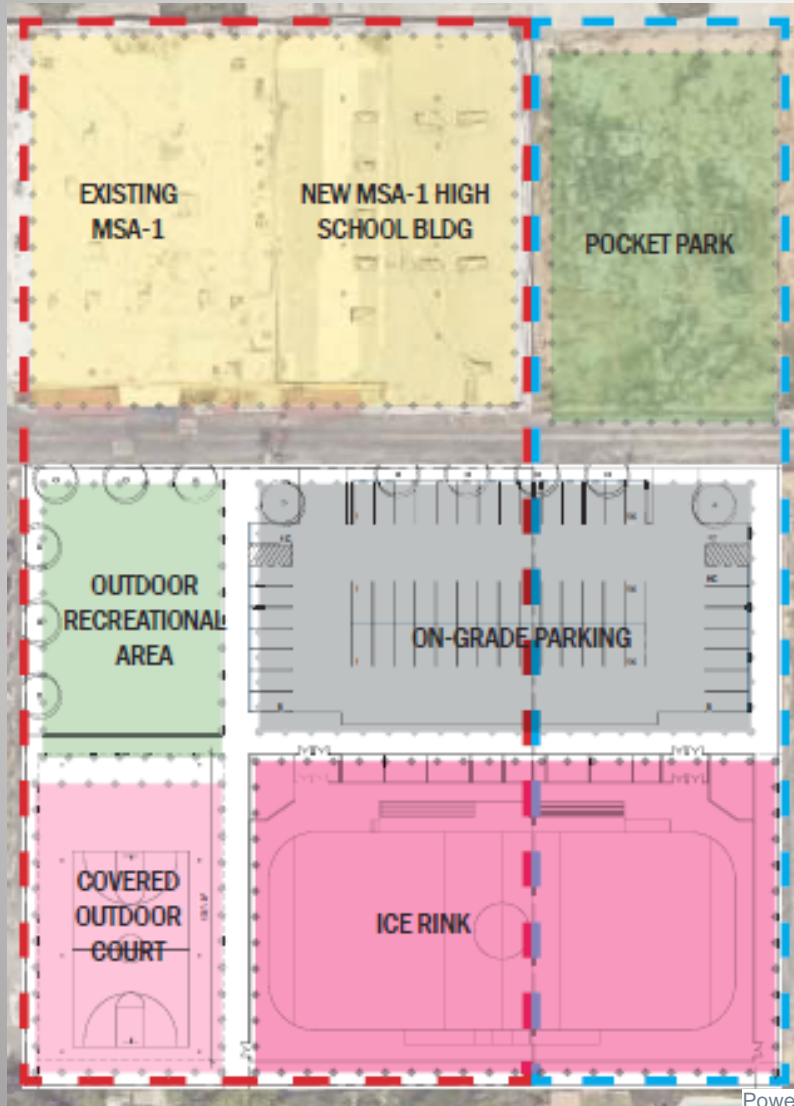 EXISTING
MSA-1
NEW MSA-1 HIGH
SCHOOL BLDG
POCKET PARK
OUTDOOR
RECREATIONAL
AREA
ON-GRADE PARKING
COVERED
OUTDOOR
COURT
ICE RINK
Powe